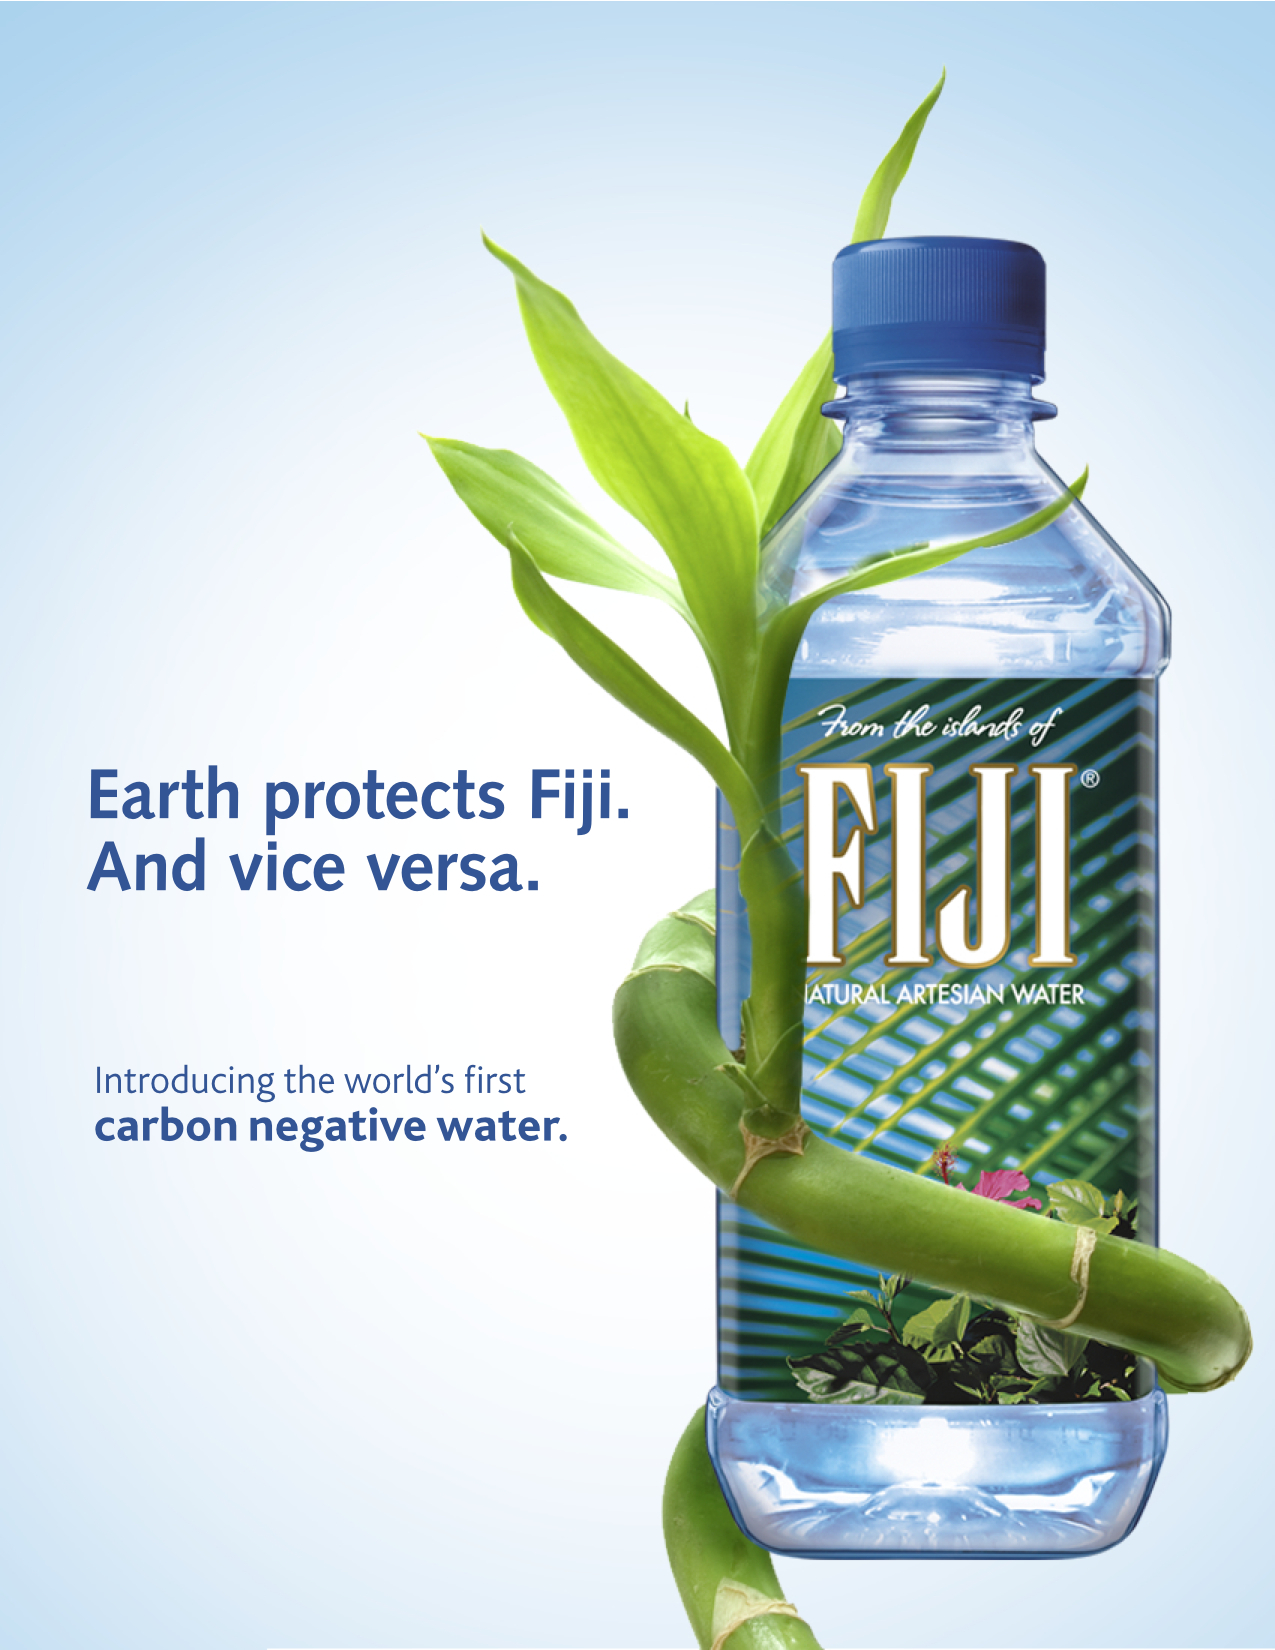 From the islands of
FIJI®
NATURAL ARTESIAN WATER
Earth protects Fiji.
And vice versa.
Introducing the world's first
carbon negative water.